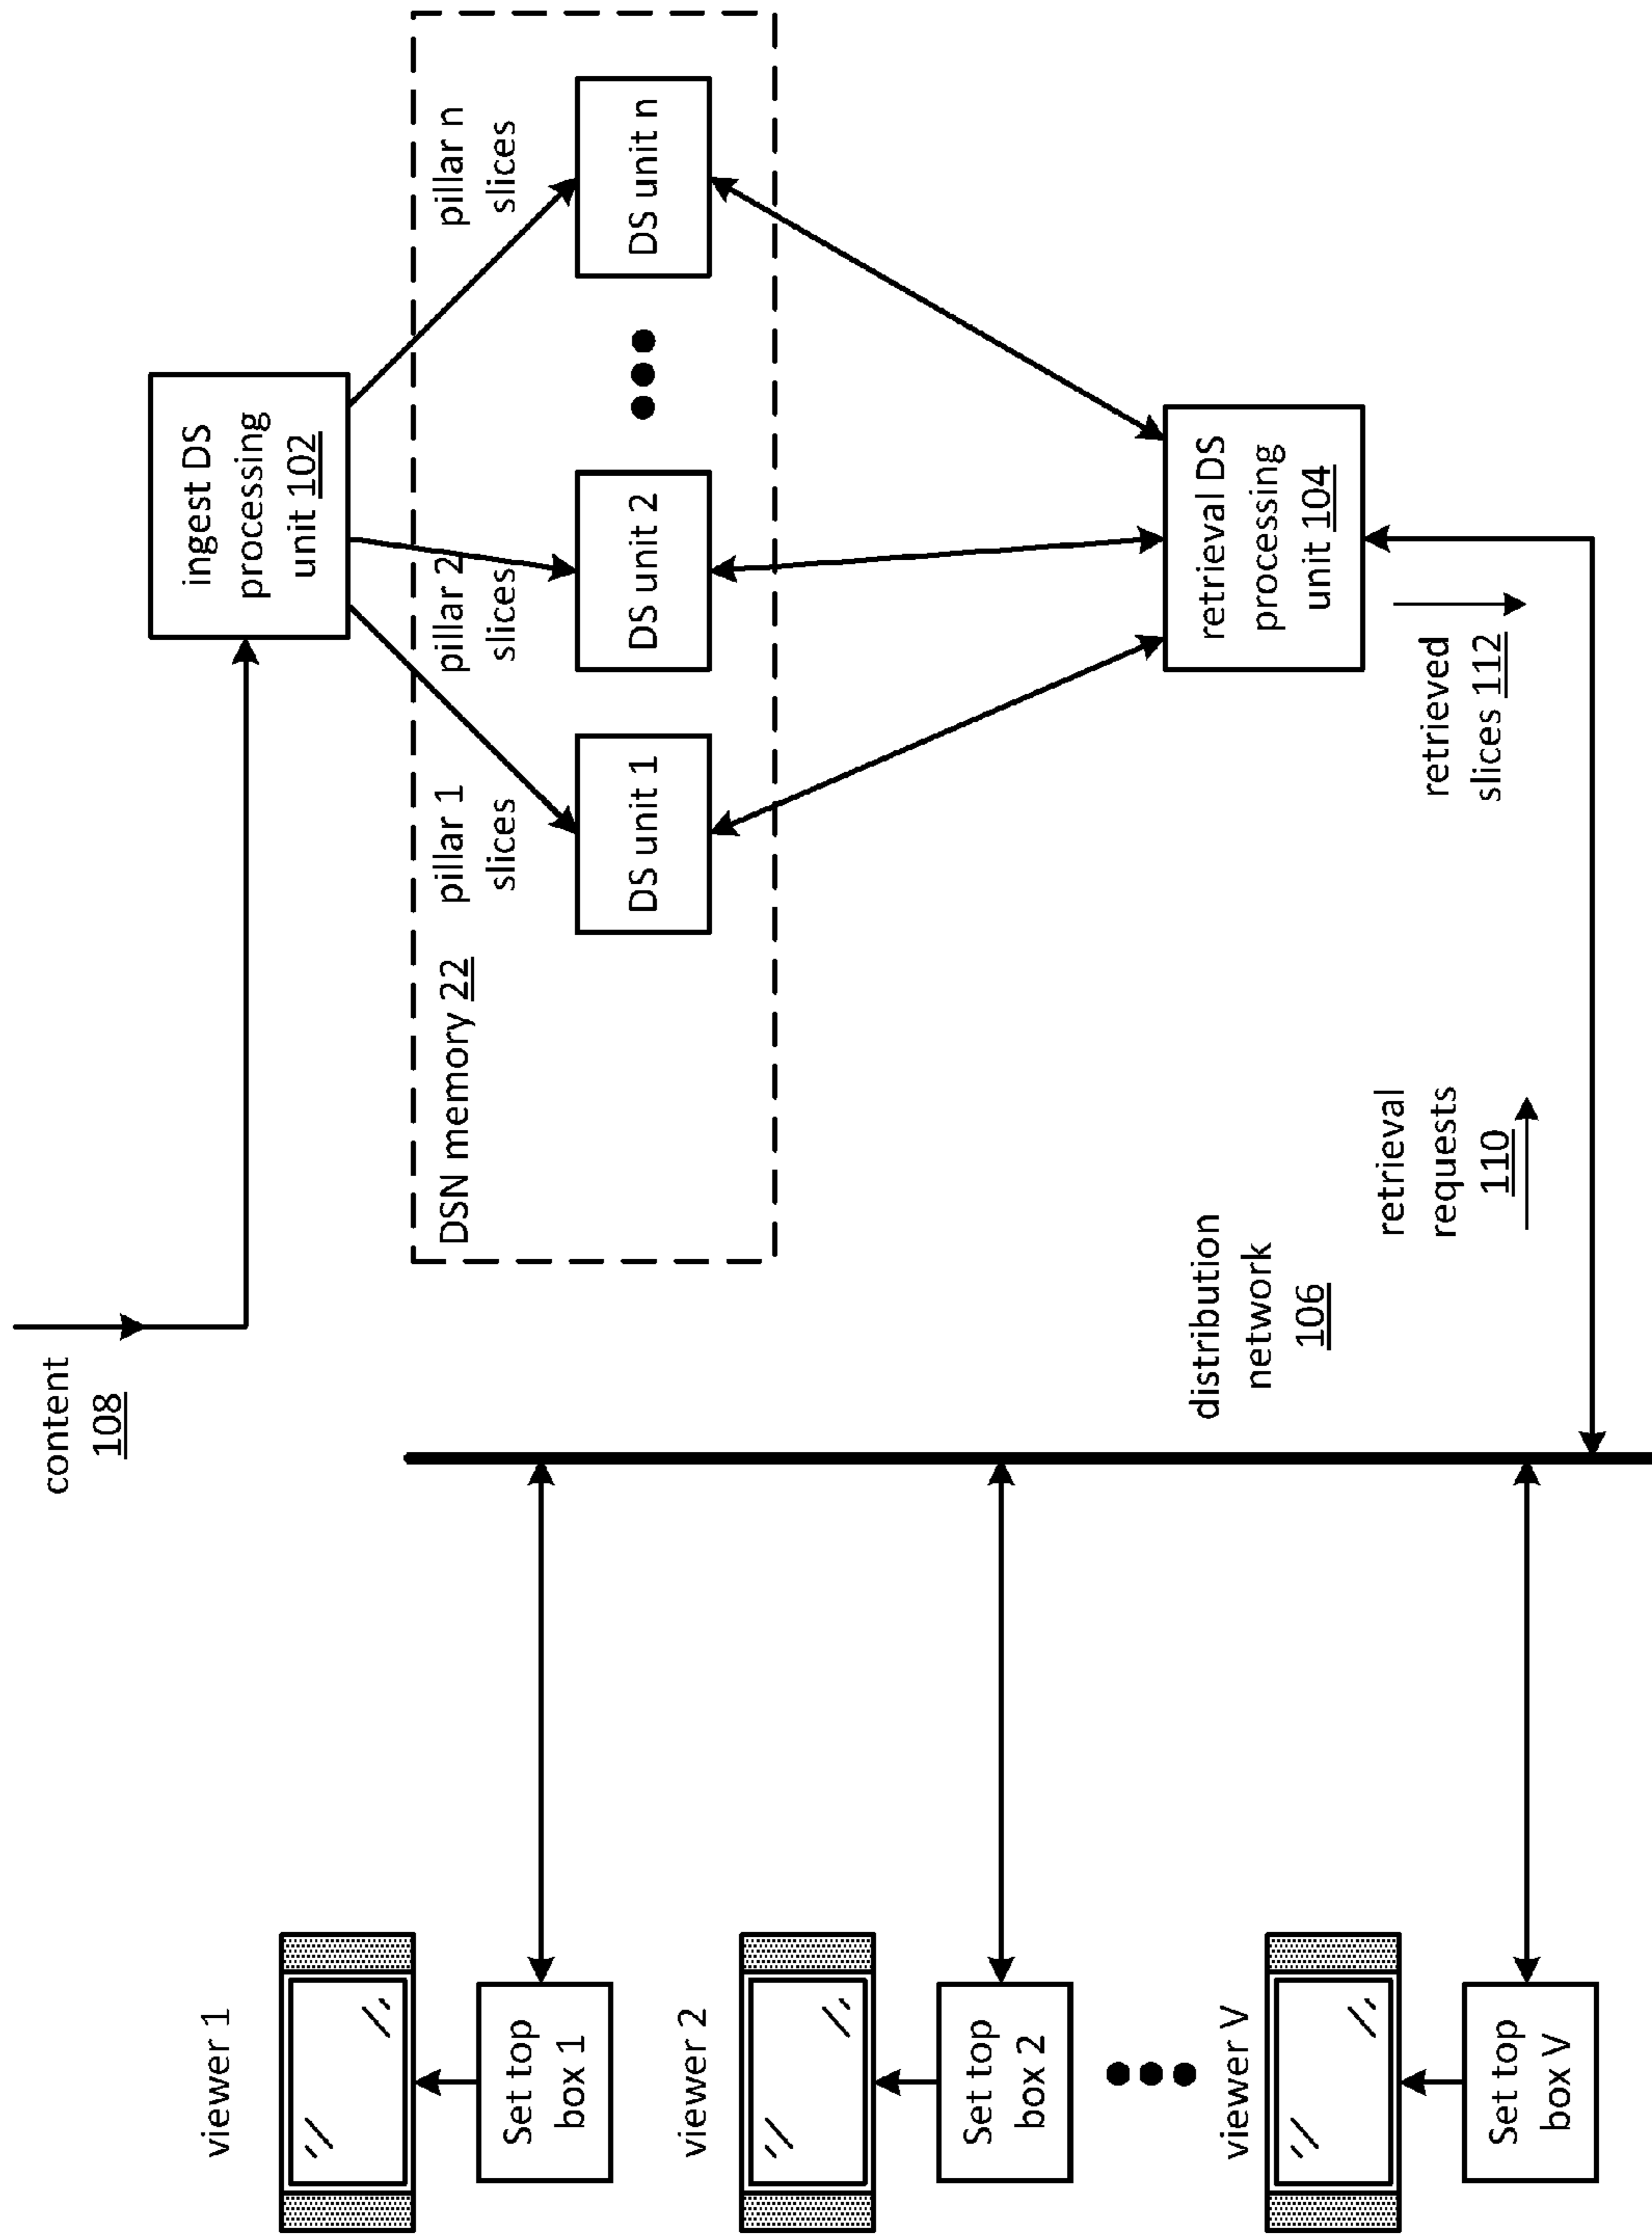 content
108
ingest DS
processing
unit 102
DSN memory 22
pillar 1
slices
pillar 2
slices
pillar n
slices
DS unit 1
DS unit 2
DS unit n
retrieval DS
processing
unit 104
retrieved
slices 112
retrieval
requests
110
distribution
network
106
viewer 1
Set top
box 1
viewer 2
Set top
box 2
viewer V
Set top
box V